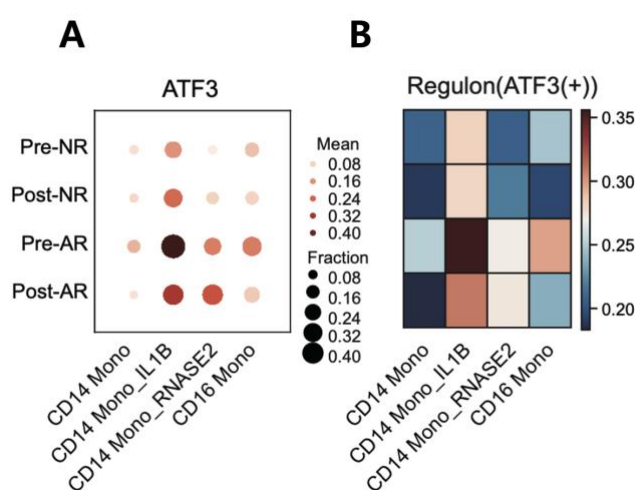 A
B
ATF3
Regulon(ATF3(+))
Pre-NR
Post-NR
Pre-AR
Post-AR
Mean
0.08
0.16
0.24
0.32
0.40
Fraction
0.08
0.16
0.24
0.32
0.40
0.35
0.30
0.25
0.20
CD14 Mono
CD14 Mono_IL1B
CD14 Mono_RNASE2
CD16 Mono
CD14 Mono
CD14 Mono_IL1B
CD14 Mono_RNASE2
CD16 Mono